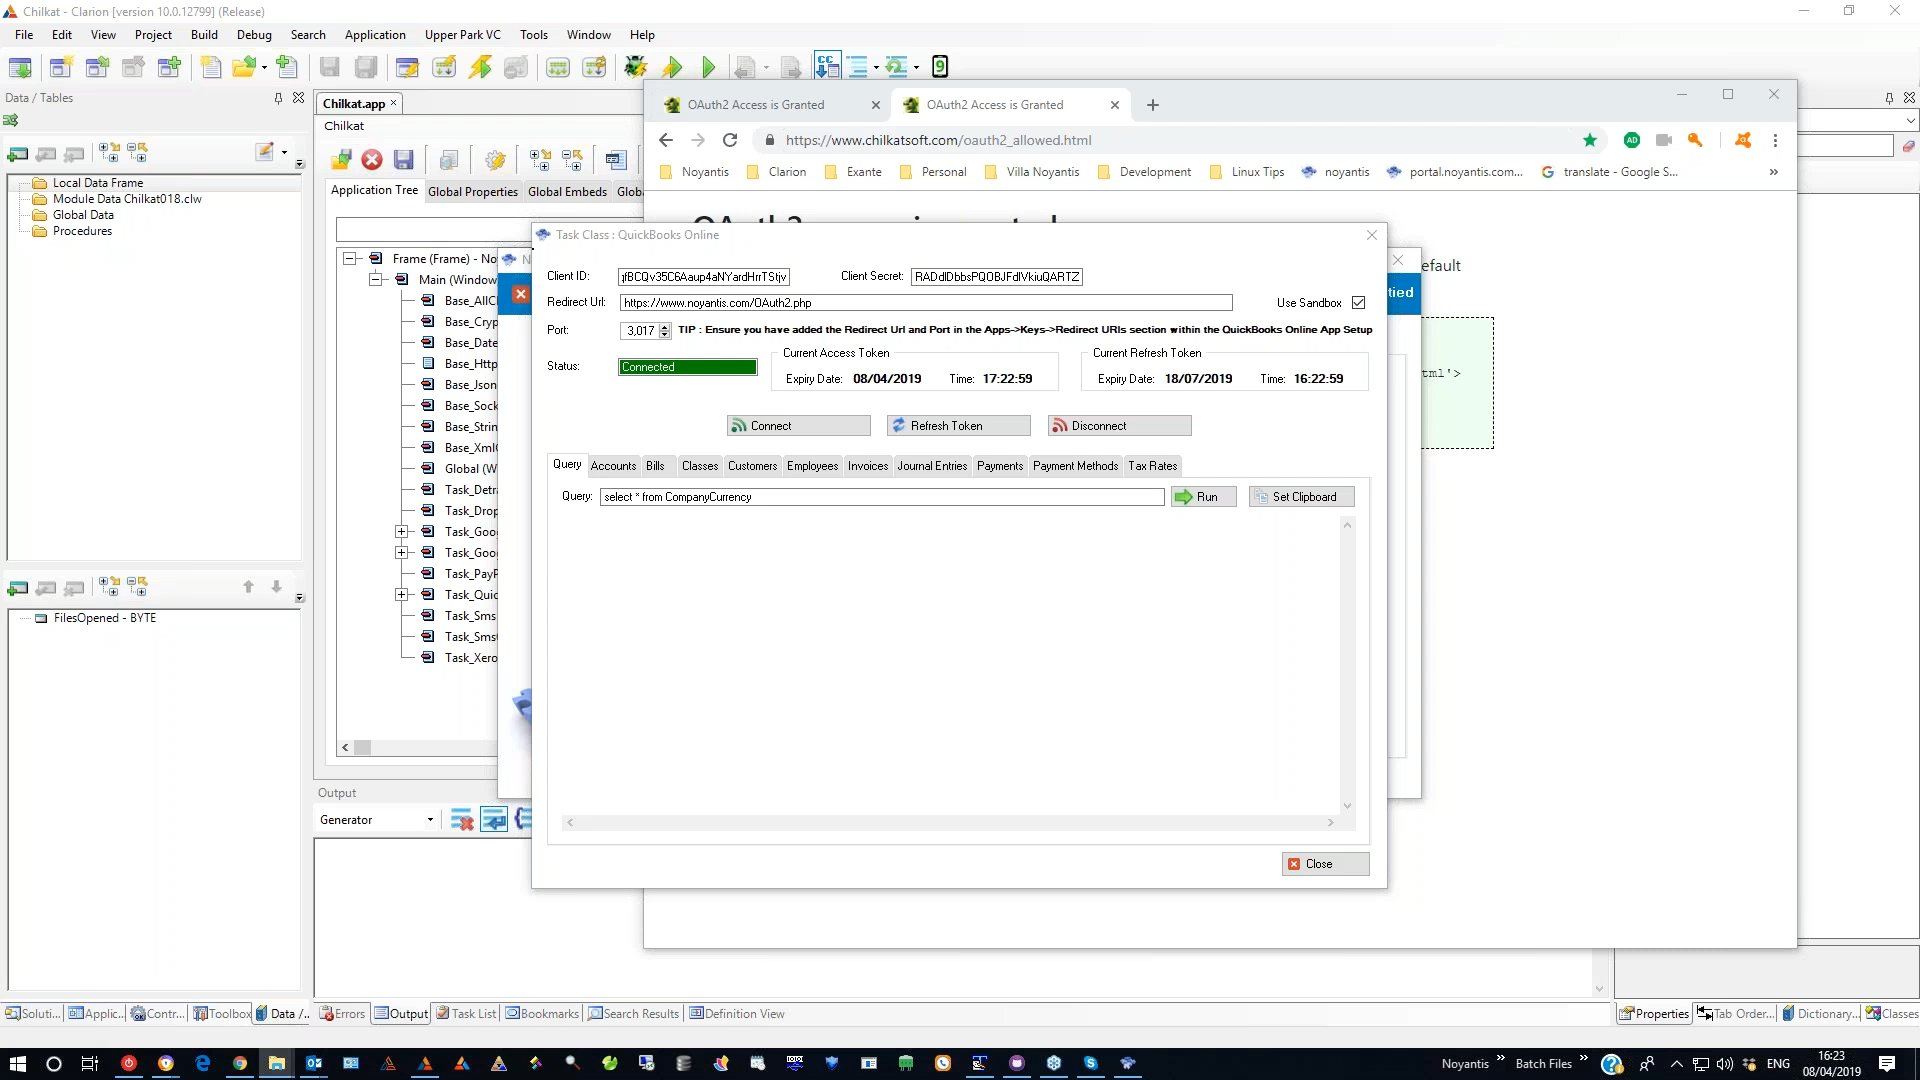 Chilkat - Clarion [version 10.0.12799] (Release)
File Edit View Project Build Debug Search Application Upper Park VC Tools Window Help
Data / Tables
Chilkat.app
Chilkat
Application Tree Global Properties Global Embeds
Local Data Frame
Module Data Chilkat018.clw
Global Data
Procedures
Frame (Frame) - No
Main (Window
Base_AllCl
Base_Cryp
Base_Date
Base_Http
Base_Json
Base_Sock
Base_Strin
Base_XmlC
Global (W
Task_Detra
Task_Drop
Task_Goo
Task_Goo
Task_PayP
Task_Quic
Task_Sms
Task_Sms
Task_Xero
FilesOpened - BYTE
OAuth2 Access is Granted
OAuth2 Access is Granted
https://www.chilkatsoft.com/oauth2_allowed.html
Noyantis Clarion Exante Personal Villa Noyantis Development Linux Tips noyantis portal.noyantis.com... translate - Google S...
efault
tied
tml'>
Task Class : QuickBooks Online
Client ID: jfBCQv35C6Aaup4aNYardHrrTStjv Client Secret: RADdlDbbsPQOBJFdlVkiuQARTZ
Redirect Url: https://www.noyantis.com/OAuth2.php Use Sandbox
Port: 3,017 TIP : Ensure you have added the Redirect Url and Port in the Apps->Keys->Redirect URIs section within the QuickBooks Online App Setup
Status: Connected
Current Access Token
Expiry Date: 08/04/2019 Time: 17:22:59
Current Refresh Token
Expiry Date: 18/07/2019 Time: 16:22:59
Connect Refresh Token Disconnect
Query Accounts Bills Classes Customers Employees Invoices Journal Entries Payments Payment Methods Tax Rates
Query: select * from CompanyCurrency Run Set Clipboard
Close
Output
Generator
Soluti... Applic... Contr... Toolbox Data /... Errors Output Task List Bookmarks Search Results Definition View
Properties Tab Order... Dictionary... Classes
Noyantis Batch Files ENG
16:23
08/04/2019